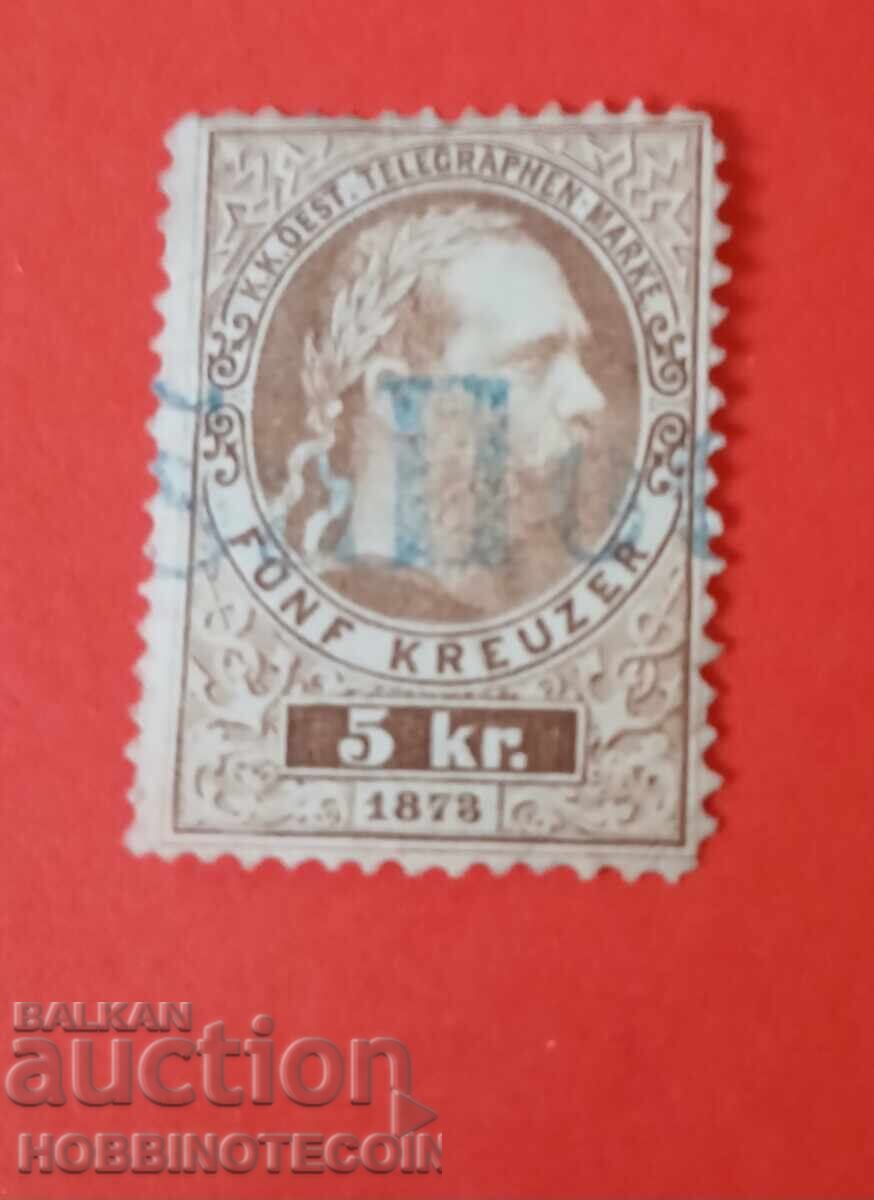 K.K.OEST. TELEGRAPHEN-MARKE.
FÜNF KREUZER
5 kr.
1873
BALKAN
auction
HOBBINOTECOIN